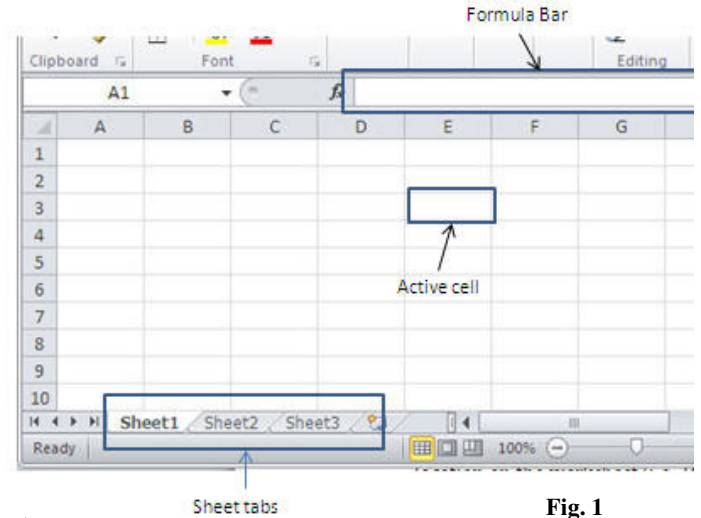 Formula Bar
Clipboard Font Editing
A1 fx
A B C D E F G
1
2
3
4
Active cell
5
6
7
8
9
10
Sheet1 Sheet2 Sheet3
Ready 100%
Sheet tabs
Fig. 1